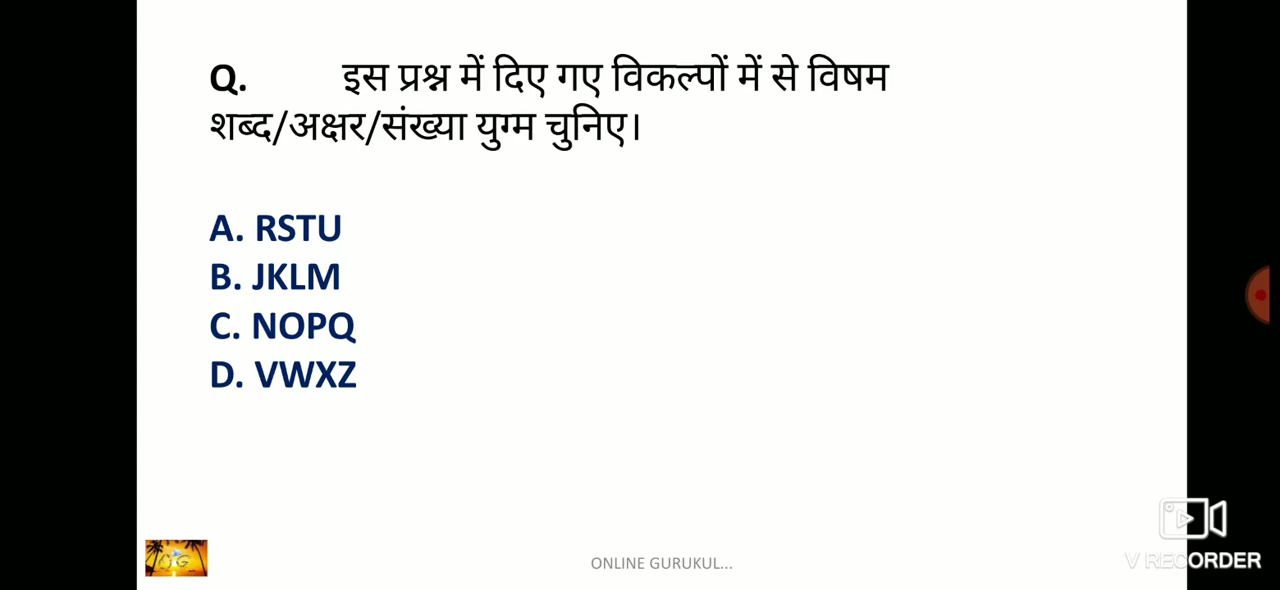 Q. इस प्रश्न में दिए गए विकल्पों में से विषम
शब्द/अक्षर/संख्या युग्म चुनिए।
A. RSTU
B. JKLM
C. NOPQ
D. VWXZ
ONLINE GURUKUL...
V RECORDER